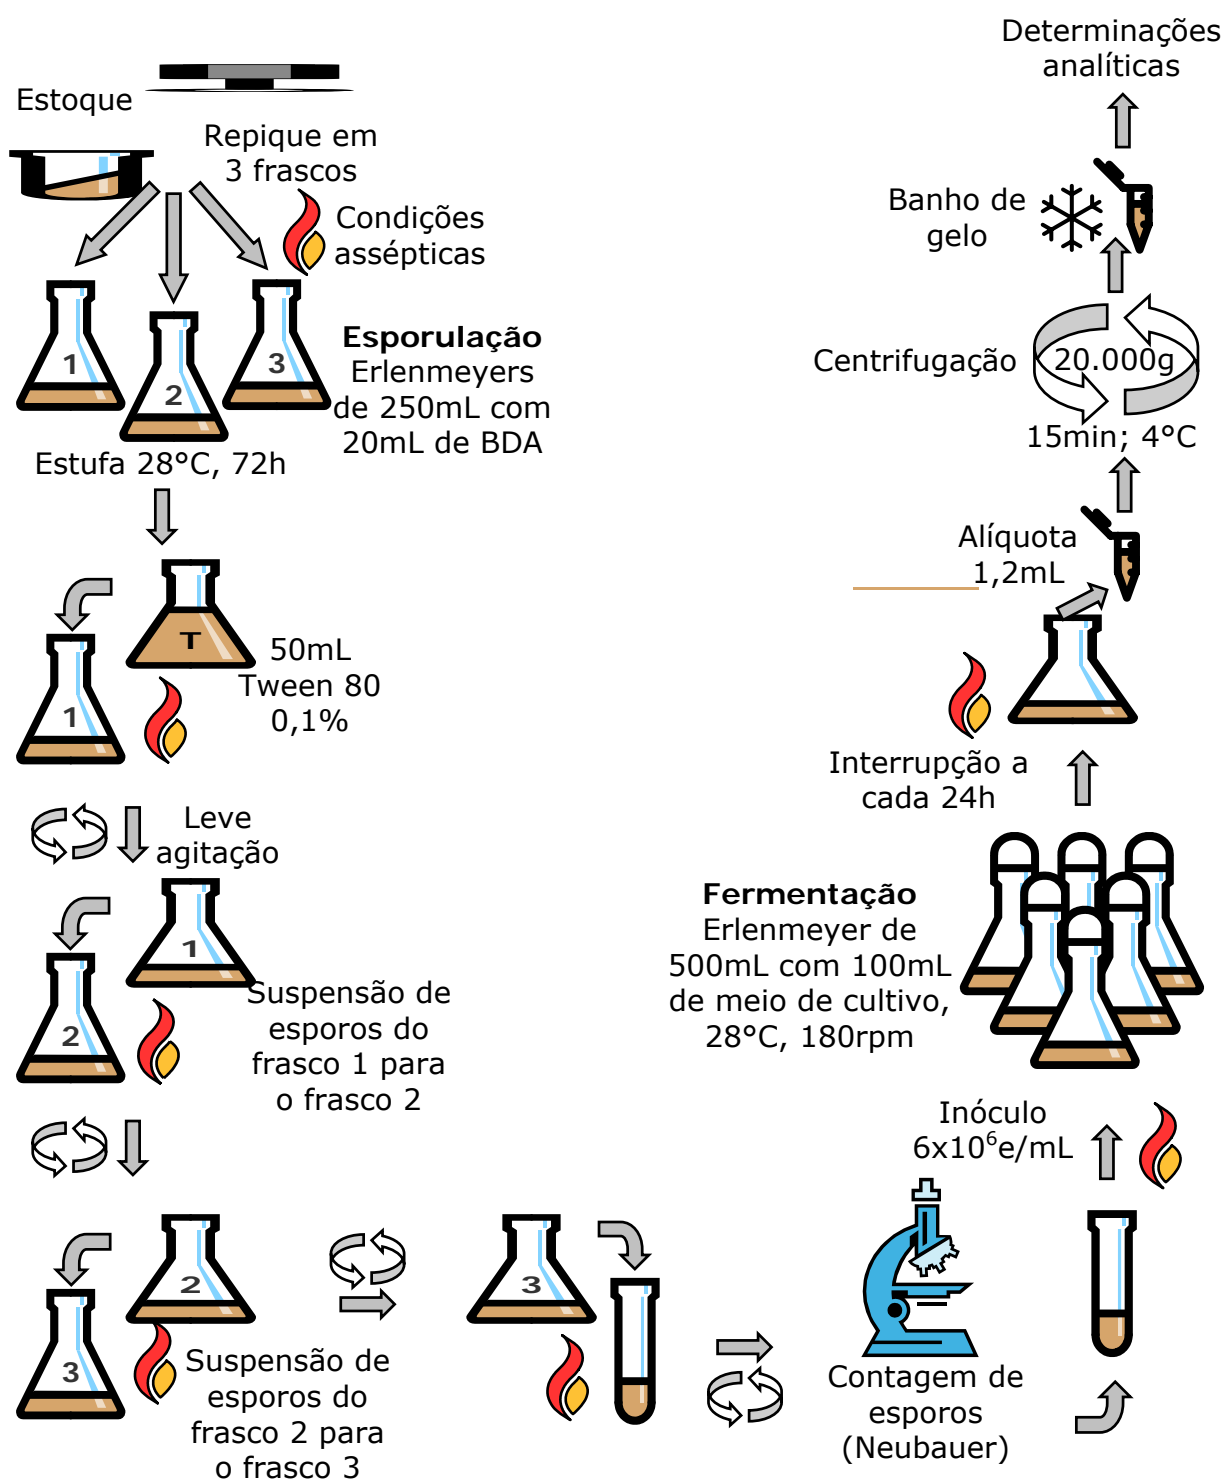 Estoque
Repique em
3 frascos
Condições
assépticas
1
2
3
Esporulação
Erlenmeyers
de 250mL com
20mL de BDA
Estufa 28°C, 72h
T
1
50mL
Tween 80
0,1%
Leve
agitação
1
2
Suspensão de
esporos do
frasco 1 para
o frasco 2
2
3
Suspensão de
esporos do
frasco 2 para
o frasco 3
3
Contagem de
esporos
(Neubauer)
Inóculo
6x10⁶e/mL
Fermentação
Erlenmeyer de
500mL com 100mL
de meio de cultivo,
28°C, 180rpm
Interrupção a
cada 24h
Alíquota
1,2mL
Centrifugação
20.000g
15min; 4°C
Banho de
gelo
Determinações
analíticas